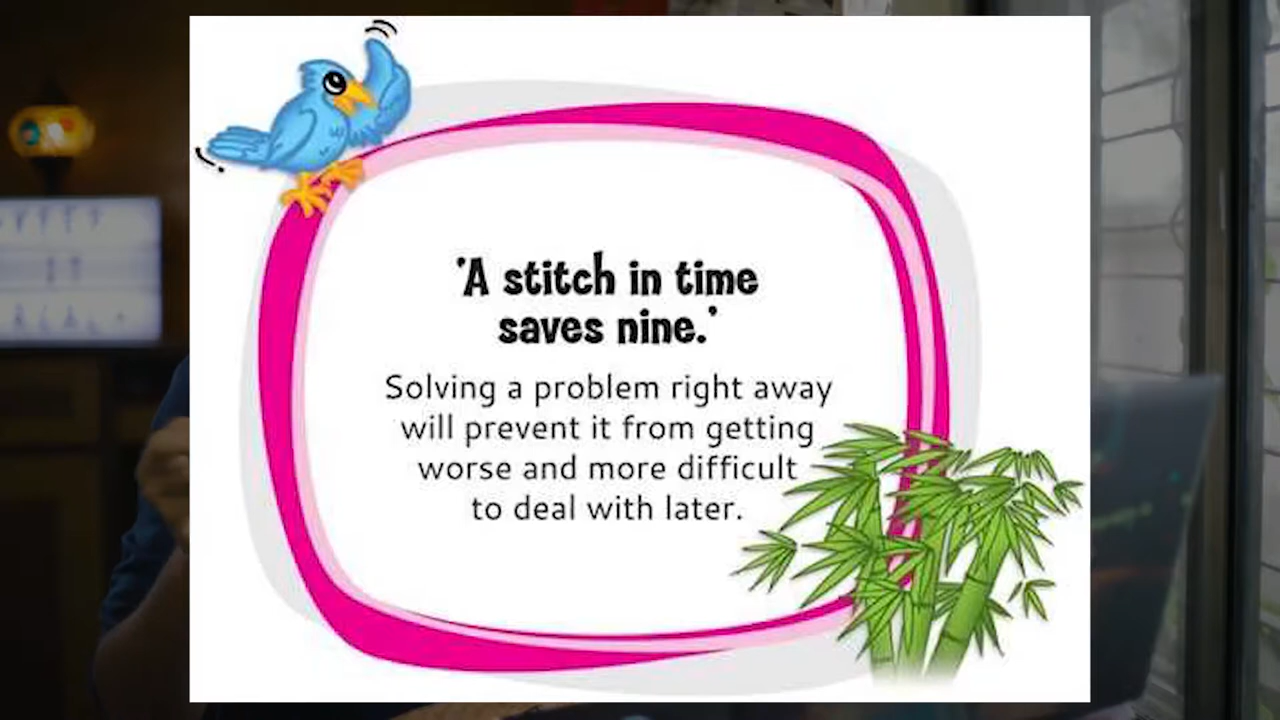 'A stitch in time
saves nine.'
Solving a problem right away
will prevent it from getting
worse and more difficult
to deal with later.